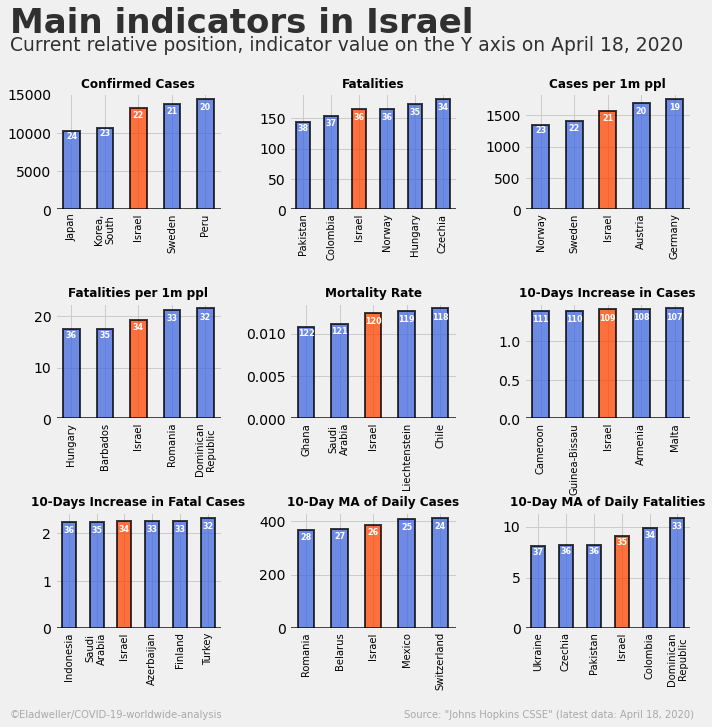 Main indicators in Israel
Current relative position, indicator value on the Y axis on April 18, 2020
Confirmed Cases
15000
10000
5000
0
24
23
22
21
20
Japan
Korea,
South
Israel
Sweden
Peru
Fatalities
150
100
50
0
38
37
36
36
35
34
Pakistan
Colombia
Israel
Norway
Hungary
Czechia
Cases per 1m ppl
1500
1000
500
0
23
22
21
20
19
Norway
Sweden
Israel
Austria
Germany
Fatalities per 1m ppl
20
10
0
36
35
34
33
32
Hungary
Barbados
Israel
Romania
Dominican
Republic
Mortality Rate
0.010
0.005
0.000
122
121
120
119
118
Ghana
Saudi
Arabia
Israel
Liechtenstein
Chile
10-Days Increase in Cases
1.0
0.5
0.0
111
110
109
108
107
Cameroon
Guinea-Bissau
Israel
Armenia
Malta
10-Days Increase in Fatal Cases
2
1
0
36
35
34
33
33
32
Indonesia
Saudi
Arabia
Israel
Azerbaijan
Finland
Turkey
10-Day MA of Daily Cases
400
200
0
28
27
26
25
24
Romania
Belarus
Israel
Mexico
Switzerland
10-Day MA of Daily Fatalities
10
5
0
37
36
36
35
34
33
Ukraine
Czechia
Pakistan
Israel
Colombia
Dominican
Republic
©Eladweller/COVID-19-worldwide-analysis
Source: "Johns Hopkins CSSE" (latest data: April 18, 2020)